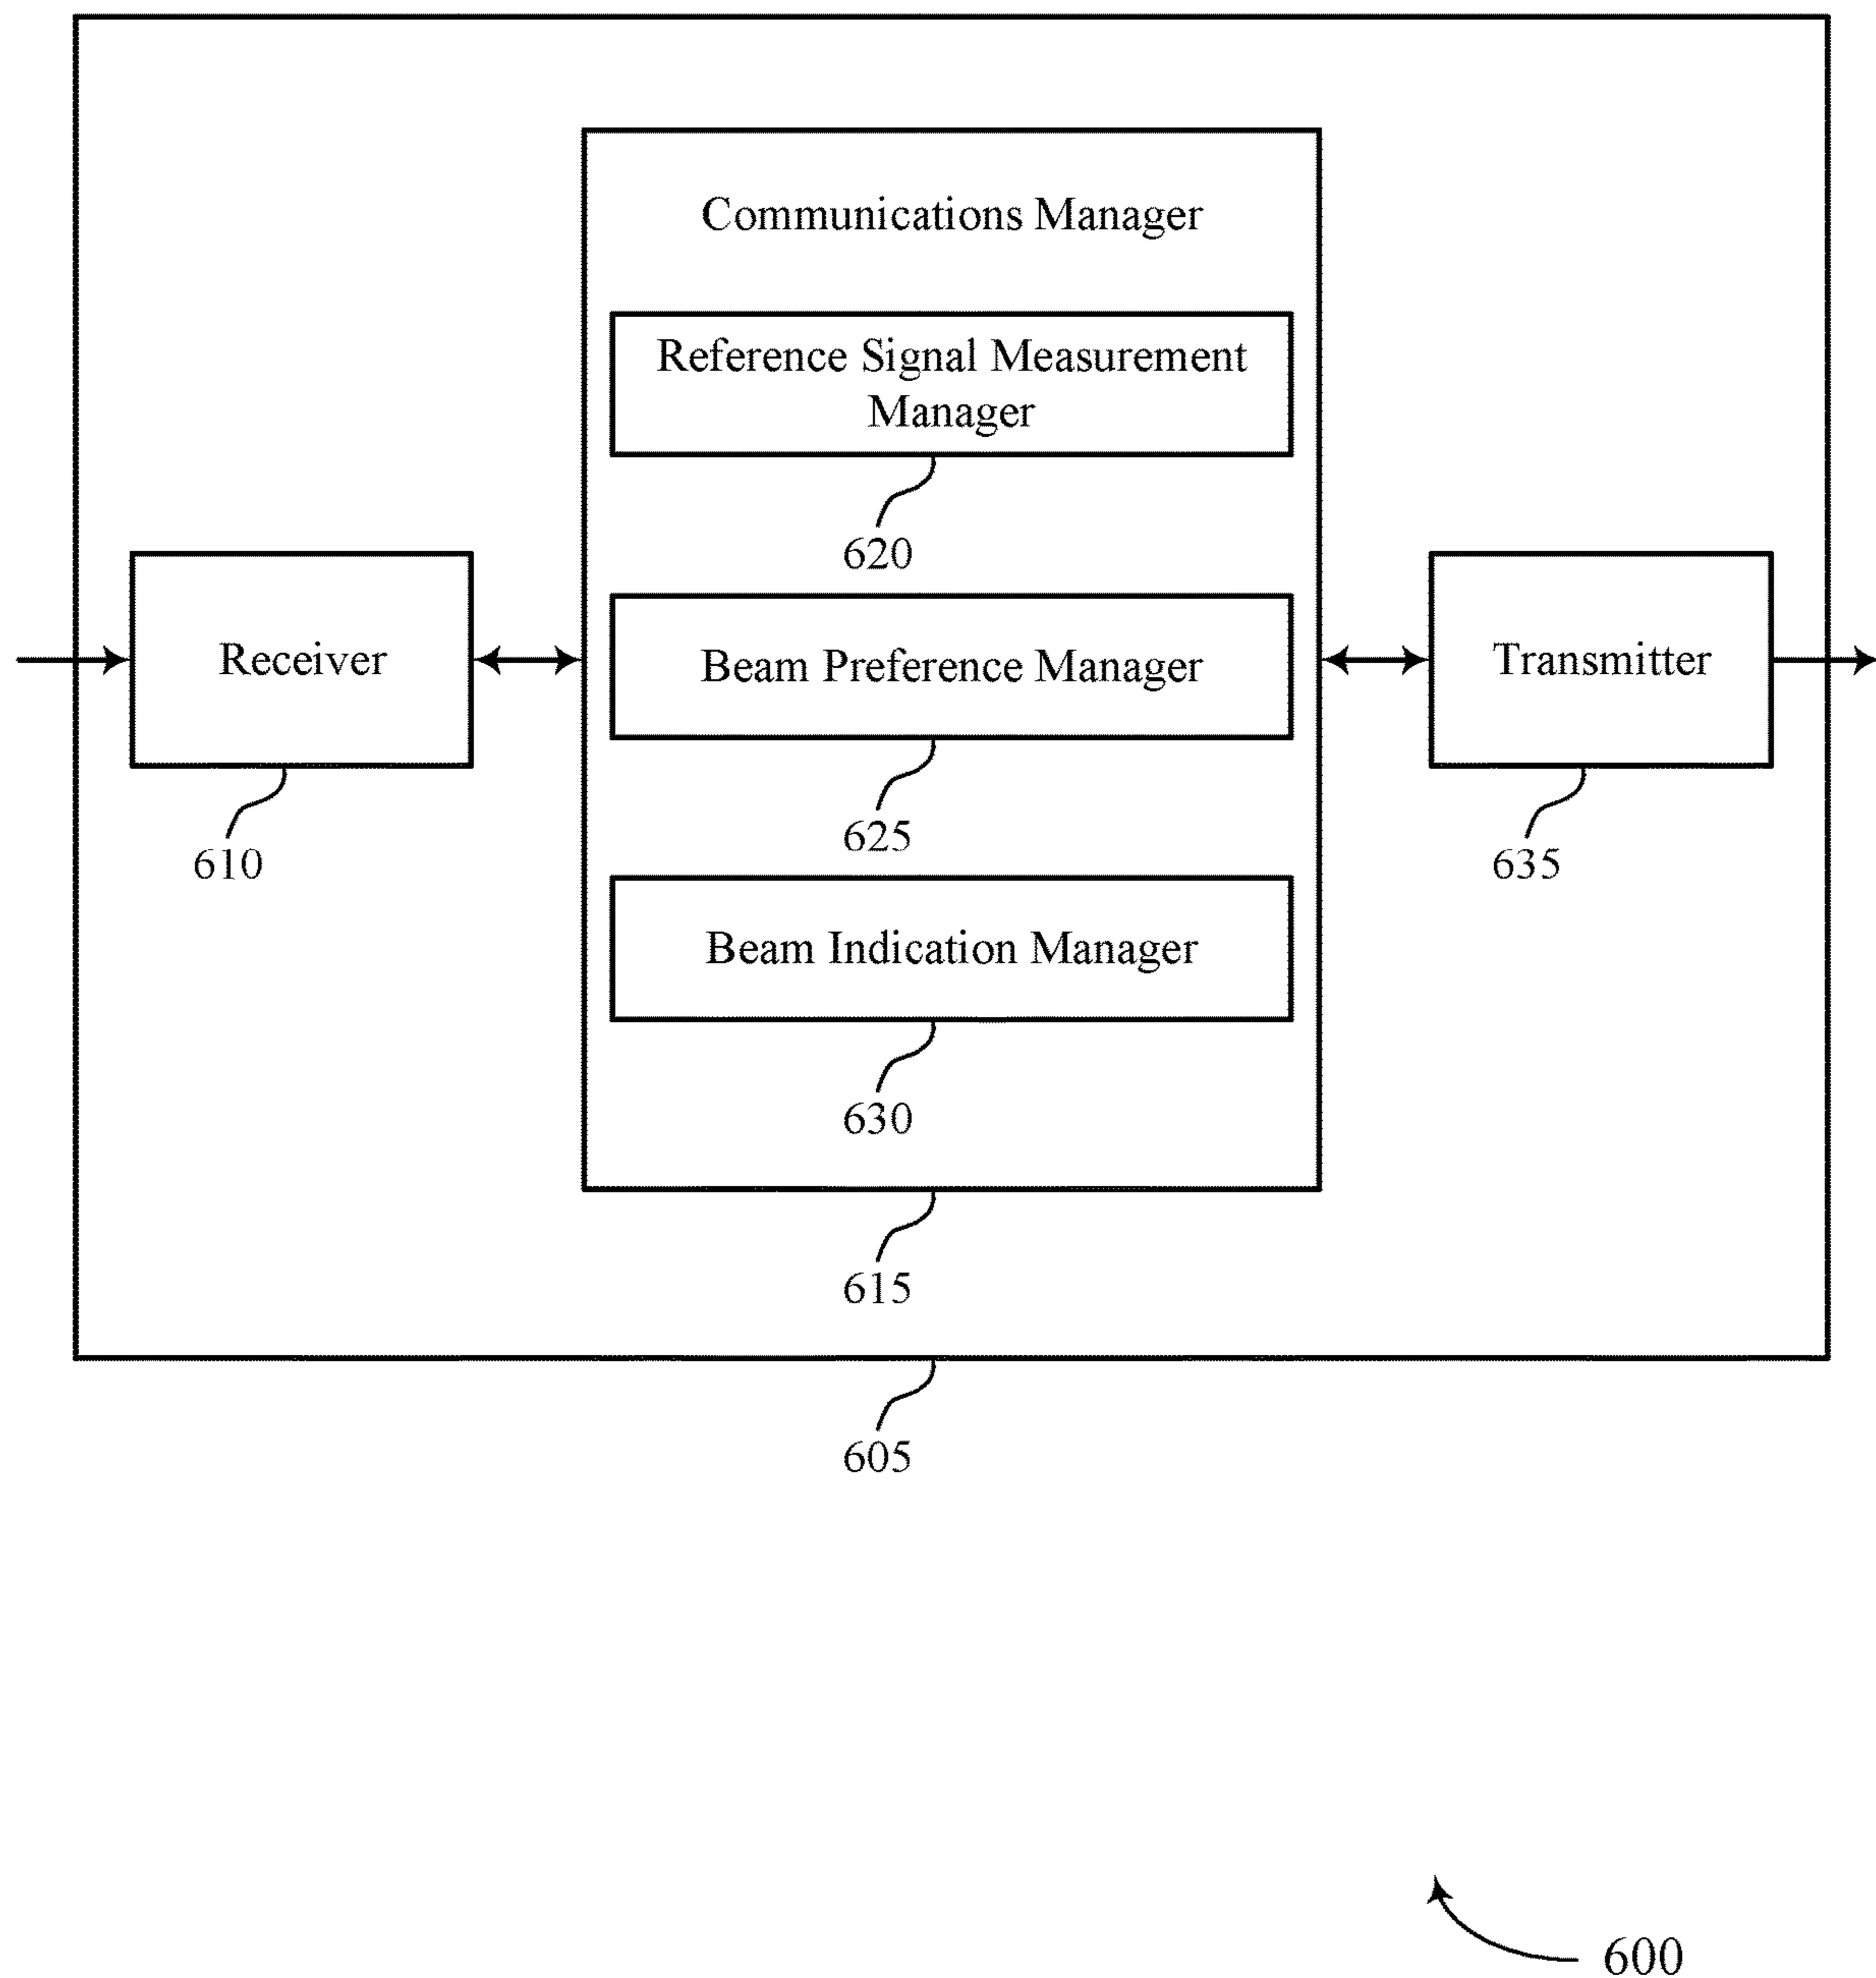 Communications Manager
Reference Signal Measurement
Manager
620
Receiver
610
Beam Preference Manager
625
Transmitter
635
Beam Indication Manager
630
615
605
600